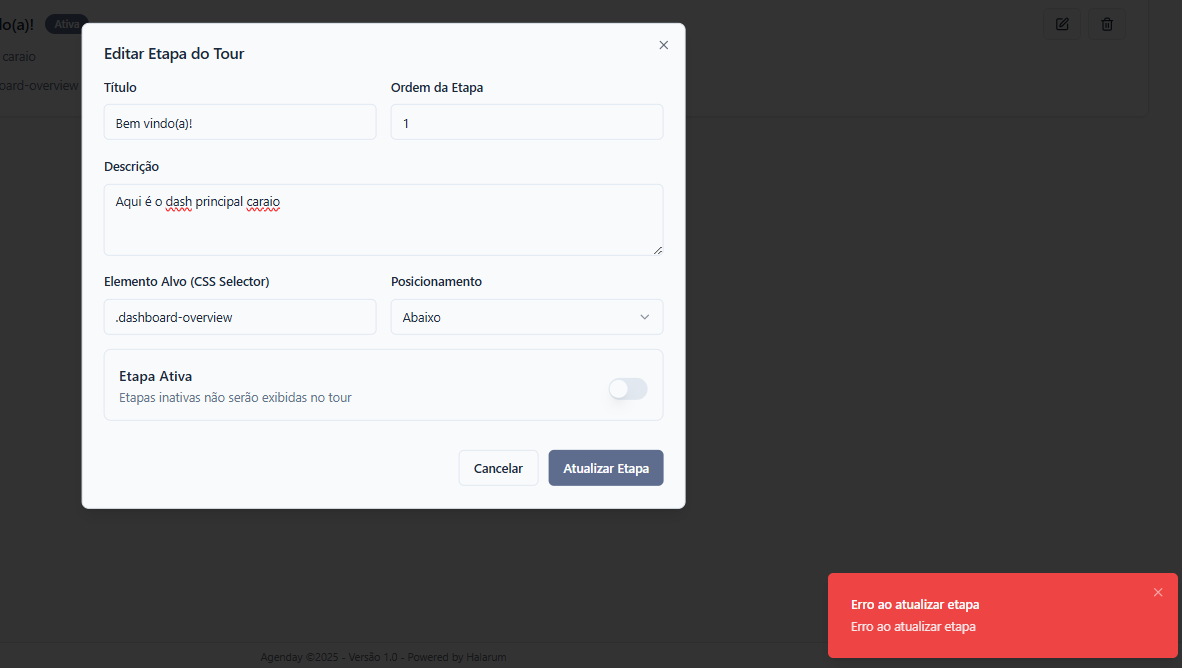 do(a)!
Ativa
caraio
board-overview
Editar Etapa do Tour
Título
Ordem da Etapa
Bem vindo(a)!
1
Descrição
Aqui é o dash principal caraio
Elemento Alvo (CSS Selector)
Posicionamento
.dashboard-overview
Abaixo
Etapa Ativa
Etapas inativas não serão exibidas no tour
Cancelar
Atualizar Etapa
Erro ao atualizar etapa
Erro ao atualizar etapa
Agenday ©2025 - Versão 1.0 - Powered by Halarum